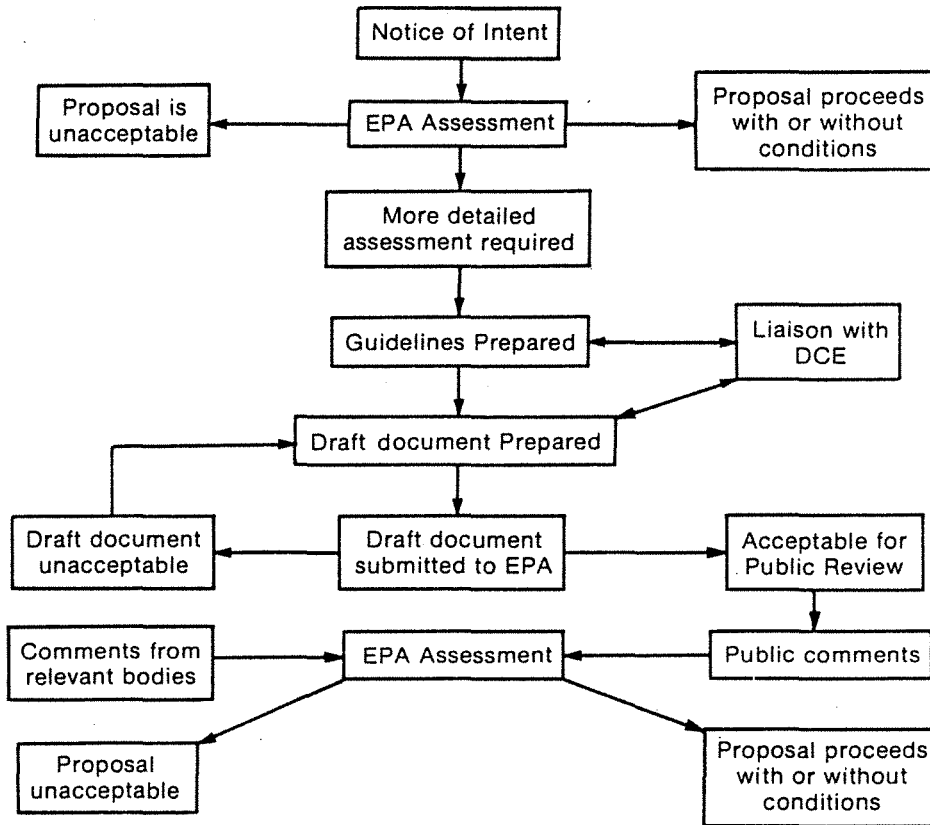 Notice of Intent
Proposal is
unacceptable
EPA Assessment
Proposal proceeds
with or without
conditions
More detailed
assessment required
Guidelines Prepared
Liaison with
DCE
Draft document Prepared
Draft document
unacceptable
Draft document
submitted to EPA
Acceptable for
Public Review
Comments from
relevant bodies
EPA Assessment
Public comments
Proposal
unacceptable
Proposal proceeds
with or without
conditions